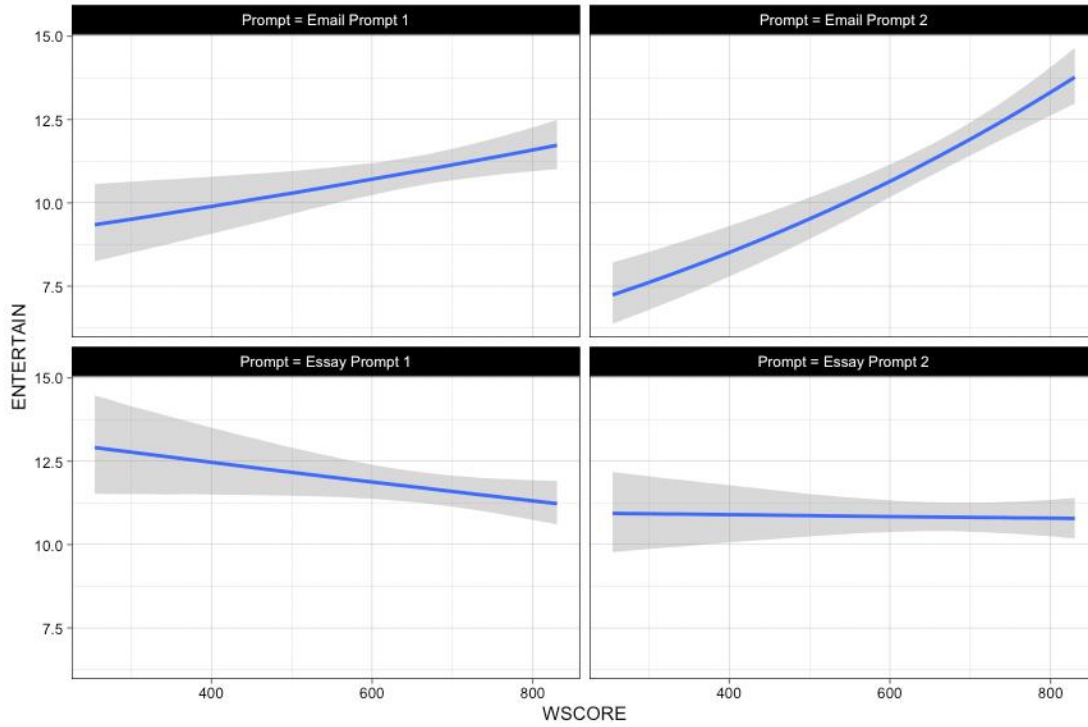 Prompt = Email Prompt 1
Prompt = Email Prompt 2
15.0
12.5
10.0
7.5
Prompt = Essay Prompt 1
Prompt = Essay Prompt 2
15.0
12.5
10.0
7.5
ENTERTAIN
400
600
800
400
600
800
WSCORE